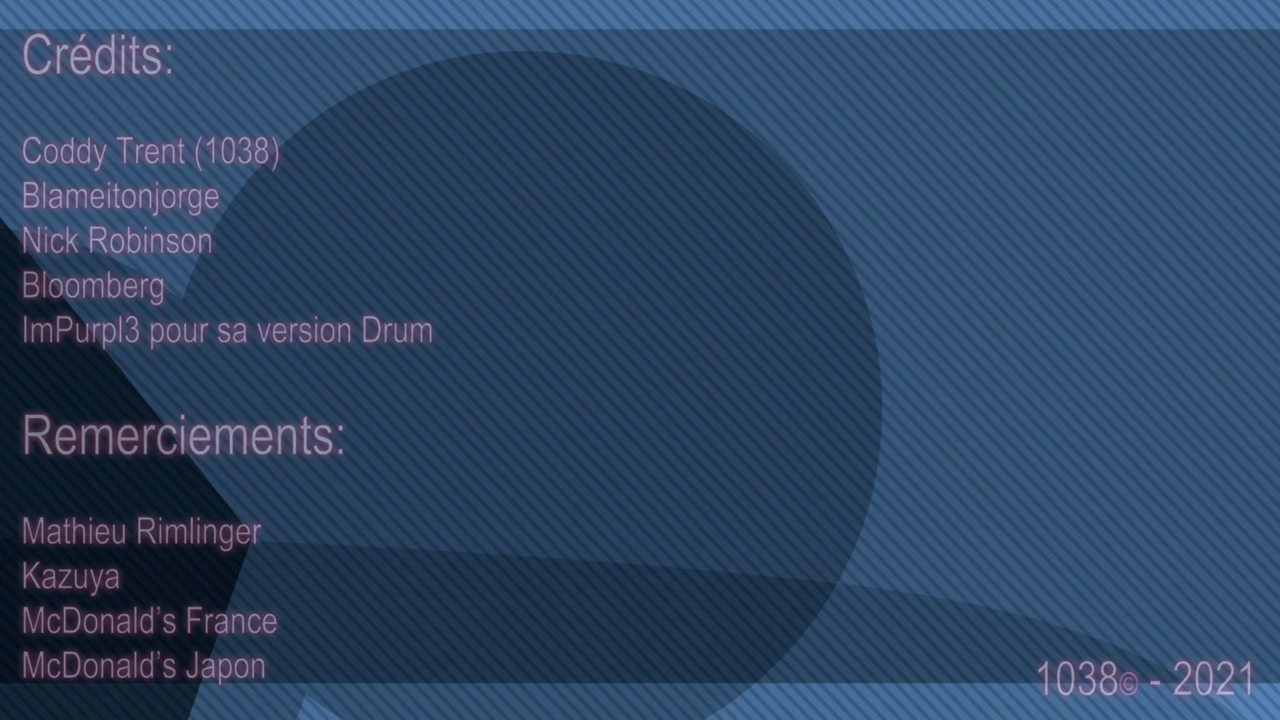 Crédits:
Coddy Trent (1038)
Blameitonjorge
Nick Robinson
Bloomberg
ImPurpl3 pour sa version Drum
Remerciements:
Mathieu Rimlinger
Kazuya
McDonald’s France
McDonald’s Japon
1038© - 2021